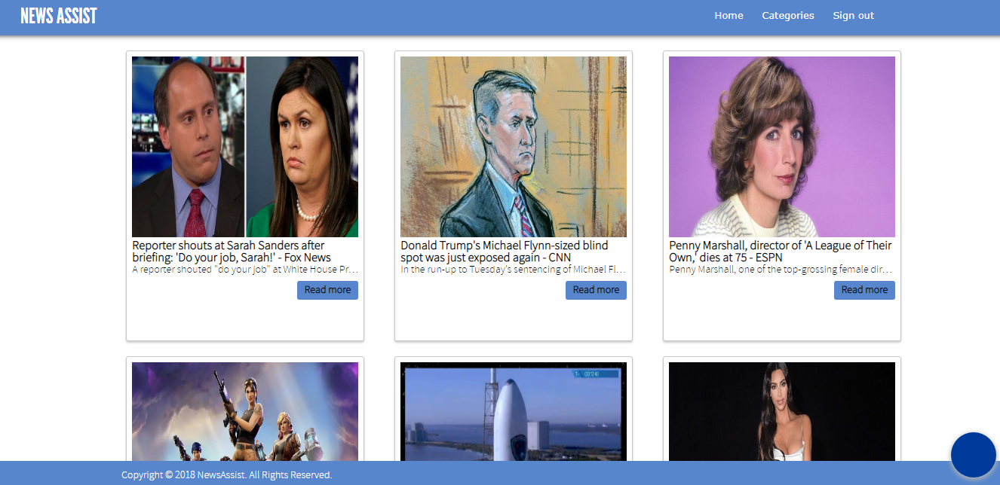 NEWS ASSIST
Home Categories Sign out
Reporter shouts at Sarah Sanders after
briefing: 'Do your job, Sarah!' - Fox News
A reporter shouted "do your job" at White House Pr…
Read more
Donald Trump's Michael Flynn-sized blind
spot was just exposed again - CNN
In the run-up to Tuesday's sentencing of Michael Fl…
Read more
Penny Marshall, director of 'A League of Their
Own,' dies at 75 - ESPN
Penny Marshall, one of the top-grossing female dir…
Read more
Copyright © 2018 NewsAssist. All Rights Reserved.